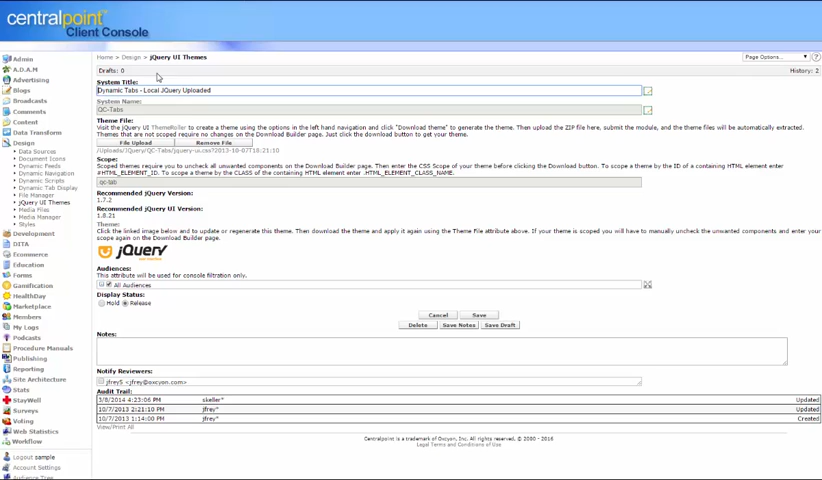 centralpoint
Client Console
Home > Design > jQuery UI Themes
Page Options...
Drafts: 0
History: 2
Admin
A.D.A.M
Advertising
Blogs
Broadcasts
Comments
Content
Data Transform
Design
Data Sources
Document Icons
Dynamic Feeds
Dynamic Navigation
Dynamic Scripts
Dynamic Tab Display
File Manager
jQuery UI Themes
Media Files
Media Manager
Styles
Development
DITA
Ecommerce
Education
Forms
Gamification
HealthDay
Marketplace
Members
My Logs
Podcasts
Procedure Manuals
Publishing
Reporting
Site Architecture
Stats
StayWell
Surveys
Voting
Web Statistics
Workflow
Logout sample
Account Settings
Audience Tree
System Title:
Dynamic Tabs - Local JQuery Uploaded
System Name:
QC-Tabs
Theme File:
Visit the jQuery UI ThemeRoller to create a theme using the options in the left hand navigation and click "Download theme" to generate the theme. Then upload the ZIP file here, submit the module, and the theme files will be automatically extracted.
Themes that are not scoped require no changes on the Download Builder page. Just click the download button to get your theme.
File Upload
Remove File
/Uploads/jQuery/QC-Tabs/jquery-ui.css?2013-10-07T16:21:10
Scope:
Scoped themes require you to uncheck all unwanted components on the Download Builder page. Then enter the CSS Scope of your theme before clicking the Download button. To scope a theme by the ID of a containing HTML element enter
#HTML_ELEMENT_ID. To scope a theme by the CLASS of the containing HTML element enter .HTML_ELEMENT_CLASS_NAME.
qc-tab
Recommended jQuery Version:
1.7.2
Recommended jQuery UI Version:
1.8.21
Theme:
Click the linked image below and to update or regenerate this theme. Then download the theme and apply it again using the Theme File attribute above. If your theme is scoped you will have to manually uncheck the unwanted components and enter your
scope again on the Download Builder page.
jQuery
user interface
Audiences:
This attribute will be used for console filtration only.
All Audiences
Display Status:
Hold Release
Cancel Save
Delete Save Notes Save Draft
Notes:
Notify Reviewers:
jfrey5 <jfrey@oxcyon.com>
Audit Trail:
3/8/2014 4:23:06 PM skeller* Updated
10/7/2013 2:21:10 PM jfrey* Updated
10/7/2013 1:14:00 PM jfrey* Created
View/Print All
Centralpoint is a trademark of Oxcyon, Inc. All rights reserved. © 2000 - 2016
Legal Terms and Conditions of Use